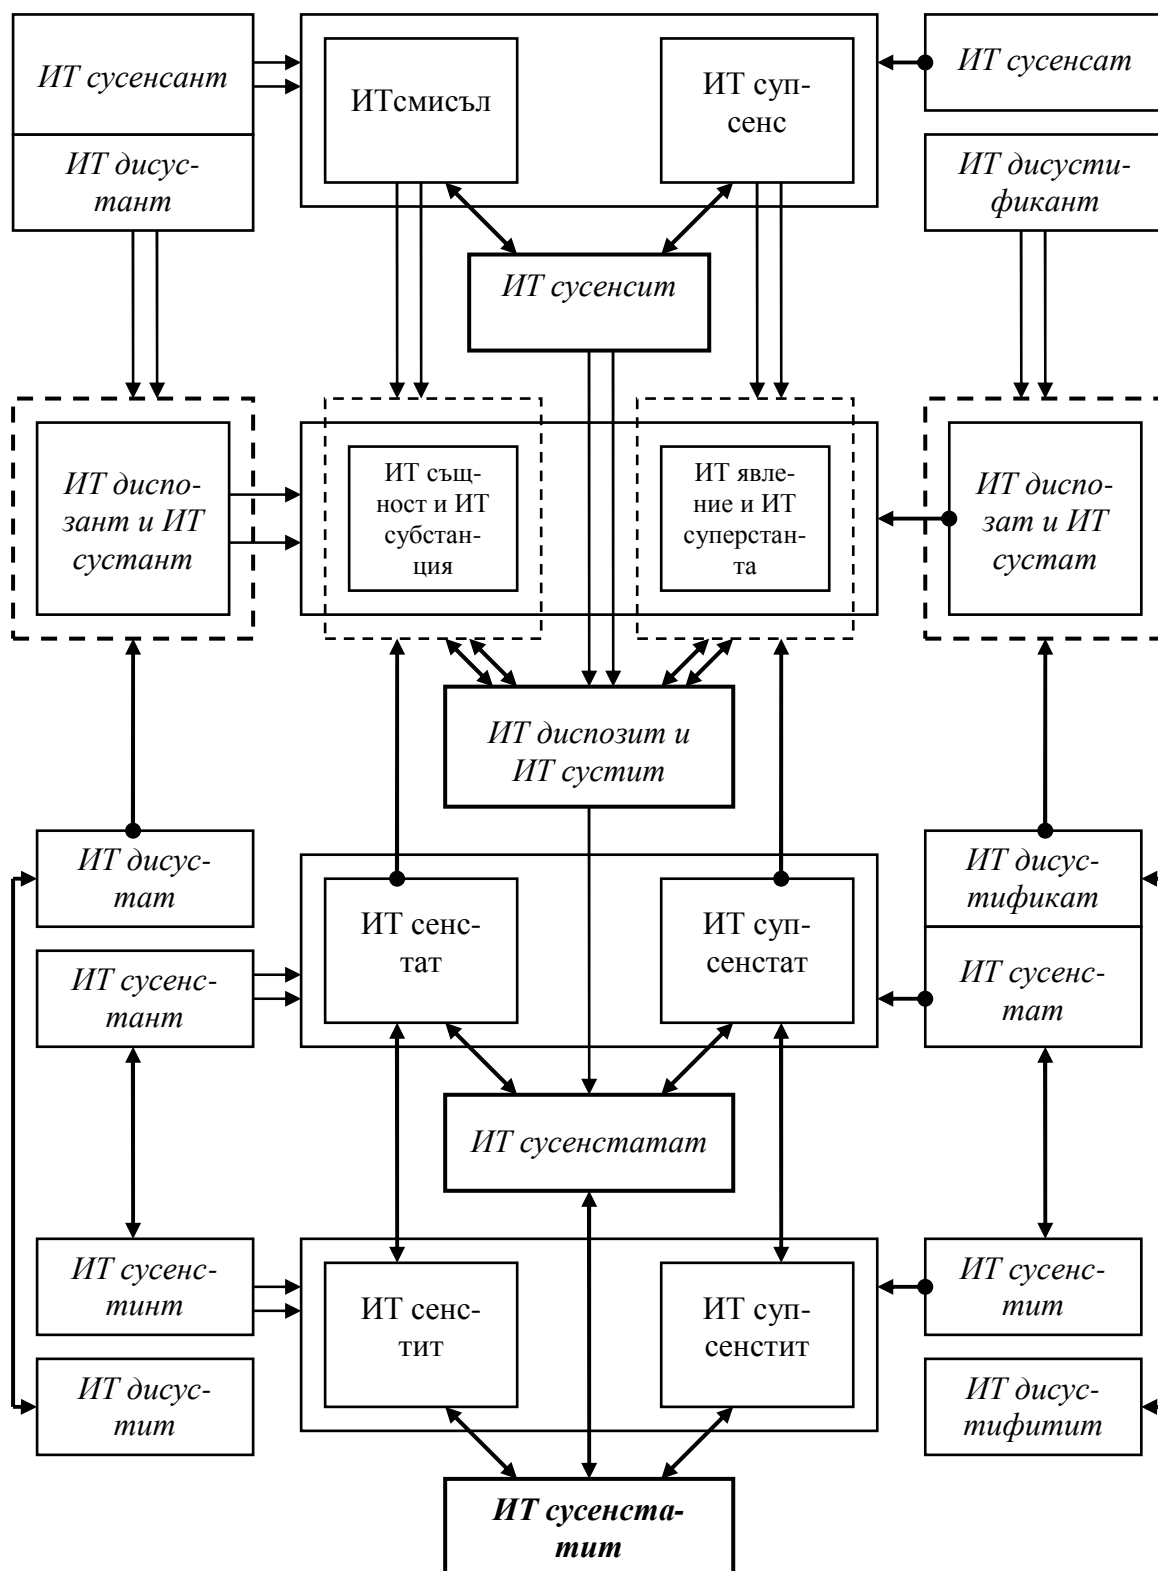 ИТ сусенсант
ИТсмисъл
ИТ суп-
сенс
ИТ сусенсат
ИТ дисус-
тант
ИТ дисусти-
фикант
ИТ сусенсит
ИТ диспо-
зант и ИТ
сустант
ИТ същ-
ност и ИТ
субстан-
ция
ИТ явле-
ние и ИТ
суперстан-
та
ИТ диспо-
зат и ИТ
сустат
ИТ диспозит и
ИТ сустит
ИТ дисус-
тат
ИТ сенс-
тат
ИТ суп-
сенстат
ИТ дисус-
тификат
ИТ сусенс-
тант
ИТ сусенс-
тат
ИТ сусенстатат
ИТ сусенс-
тинт
ИТ сенс-
тит
ИТ суп-
сенстит
ИТ сусенс-
тит
ИТ дисус-
тит
ИТ дисус-
тифитит
ИТ сусенста-
тит